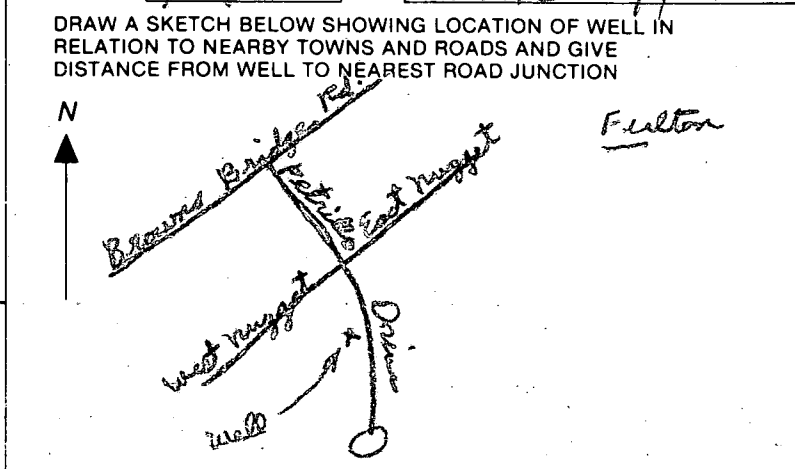 DRAW A SKETCH BELOW SHOWING LOCATION OF WELL IN
RELATION TO NEARBY TOWNS AND ROADS AND GIVE
DISTANCE FROM WELL TO NEAREST ROAD JUNCTION
N
Fulton
Browns Bridge Rd.
East Nugget
West Nugget
Drive
Well